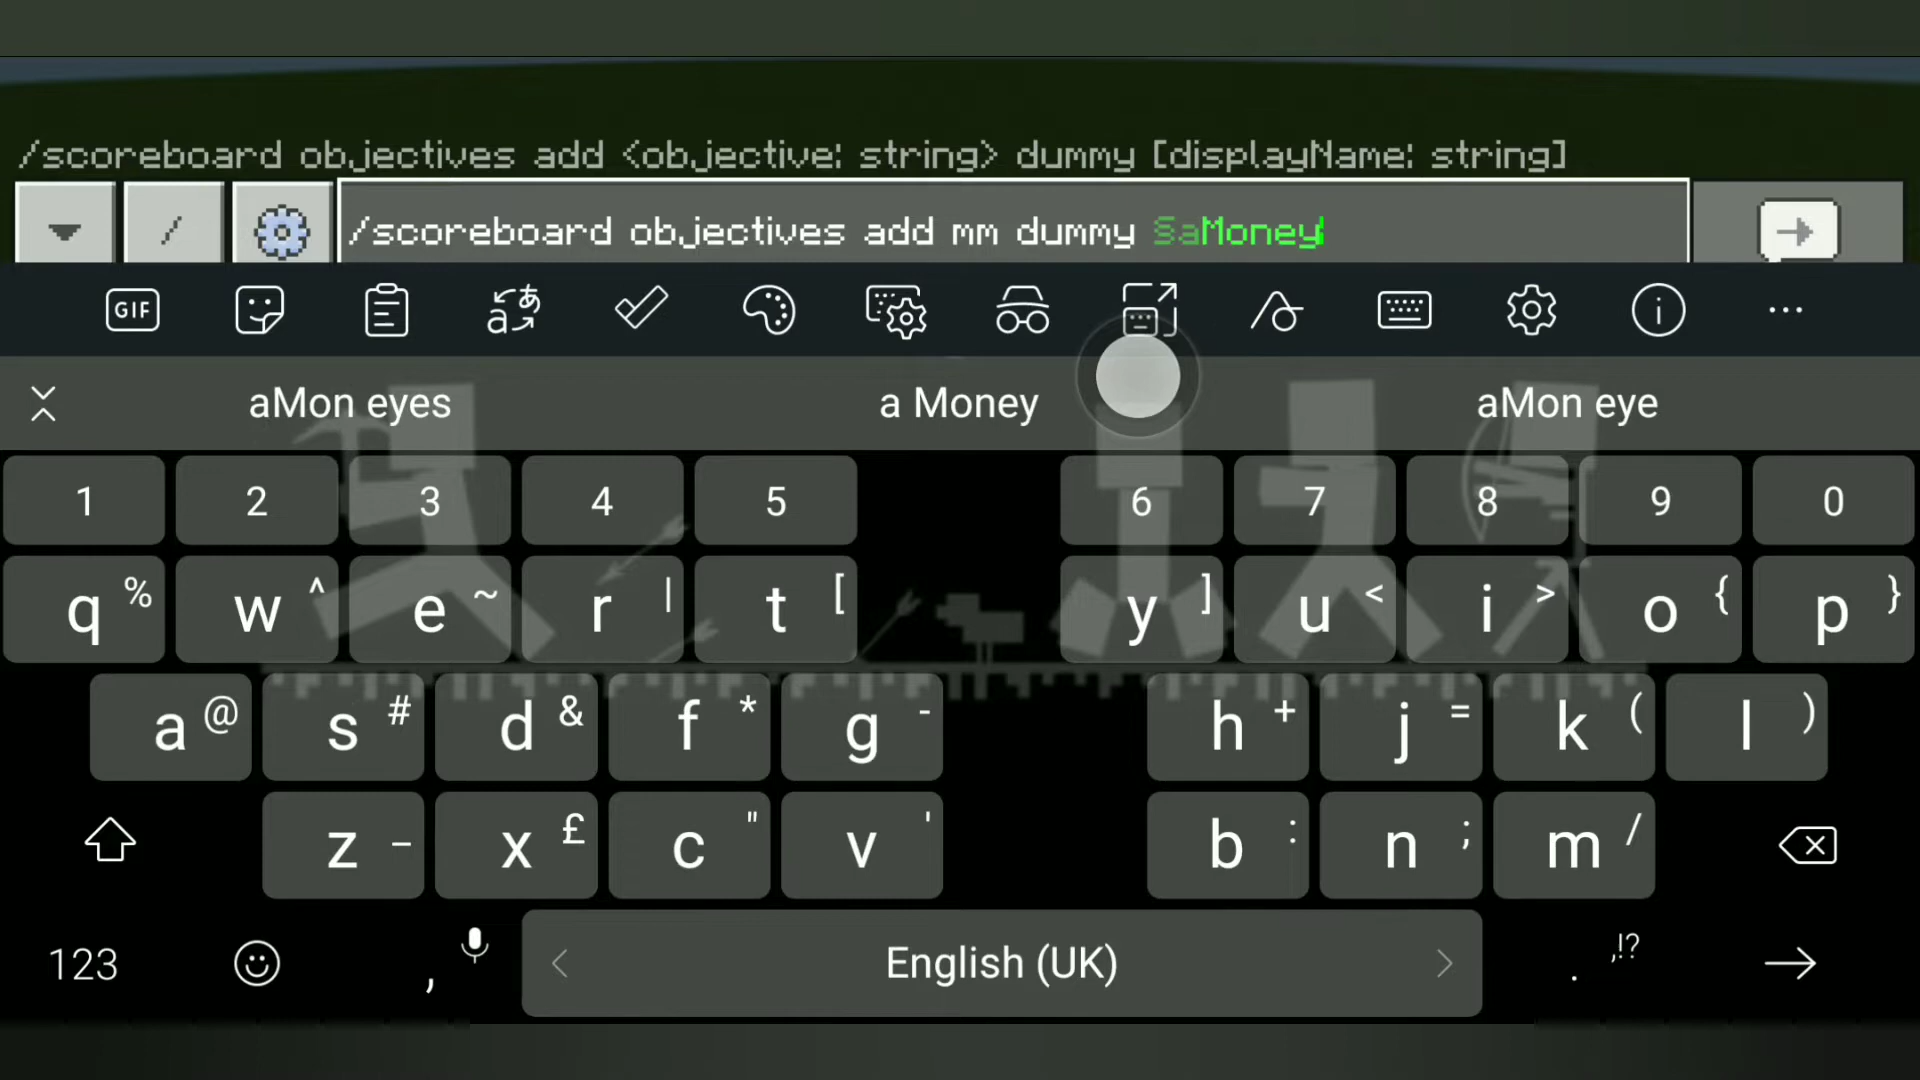 /scoreboard objectives add <objective: string> dummy [displayName: string]
/
/scoreboard objectives add mm dummy §aMoney
GIF
aMon eyes a Money aMon eye
1 2 3 4 5 6 7 8 9 0
q % w ^ e ~ r | t [ y ] u < i > o { p }
a @ s # d & f * g - h + j = k ( l )
z _ x £ c " v ' b : n ; m /
123 , < English (UK) > . ,!?